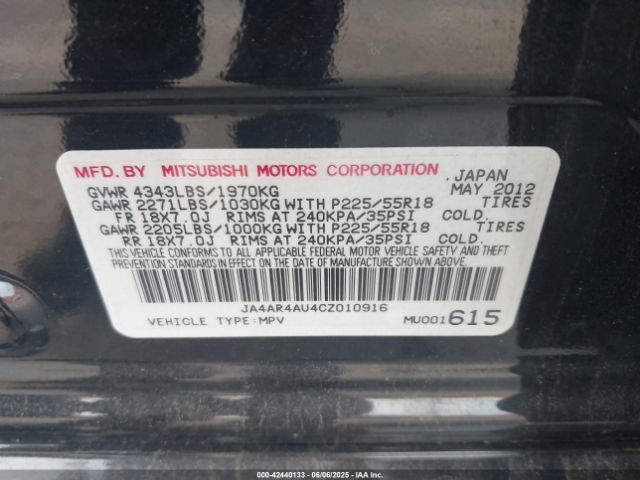 MFD. BY MITSUBISHI MOTORS CORPORATION . JAPAN
GVWR 4343LBS/1970KG MAY 2012
GAWR 2271LBS/1030KG WITH P225/55R18 TIRES
FR 18X7.0J RIMS AT 240KPA/35PSI COLD.
GAWR 2205LBS/1000KG WITH P225/55R18 TIRES
RR 18X7.0J RIMS AT 240KPA/35PSI COLD.
THIS VEHICLE CONFORMS TO ALL APPLICABLE FEDERAL MOTOR VEHICLE SAFETY AND
THEFT PREVENTION STANDARDS IN EFFECT ON THE DATE OF MANUFACTURE SHOWN ABOVE.
JA4AR4AU4CZ010916
VEHICLE TYPE:MPV MU001615
000-42440133 - 06/06/2025 - IAAI.COM